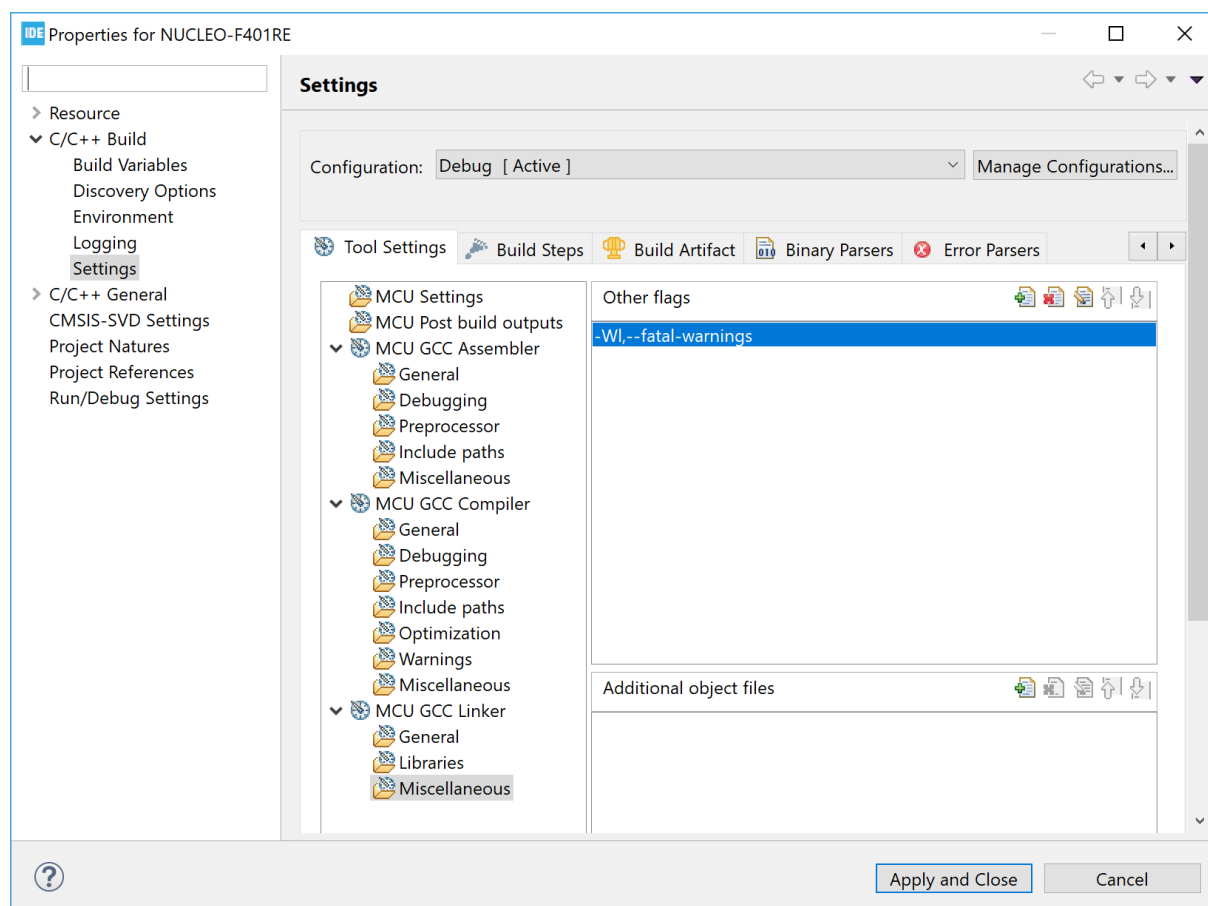 IDE Properties for NUCLEO-F401RE
Settings
Resource
C/C++ Build
Build Variables
Discovery Options
Environment
Logging
Settings
C/C++ General
CMSIS-SVD Settings
Project Natures
Project References
Run/Debug Settings
Configuration: Debug [ Active ] Manage Configurations...
Tool Settings Build Steps Build Artifact 010 Binary Parsers Error Parsers
MCU Settings
MCU Post build outputs
MCU GCC Assembler
General
Debugging
Preprocessor
Include paths
Miscellaneous
MCU GCC Compiler
General
Debugging
Preprocessor
Include paths
Optimization
Warnings
Miscellaneous
MCU GCC Linker
General
Libraries
Miscellaneous
Other flags
-Wl,--fatal-warnings
Additional object files
? Apply and Close Cancel